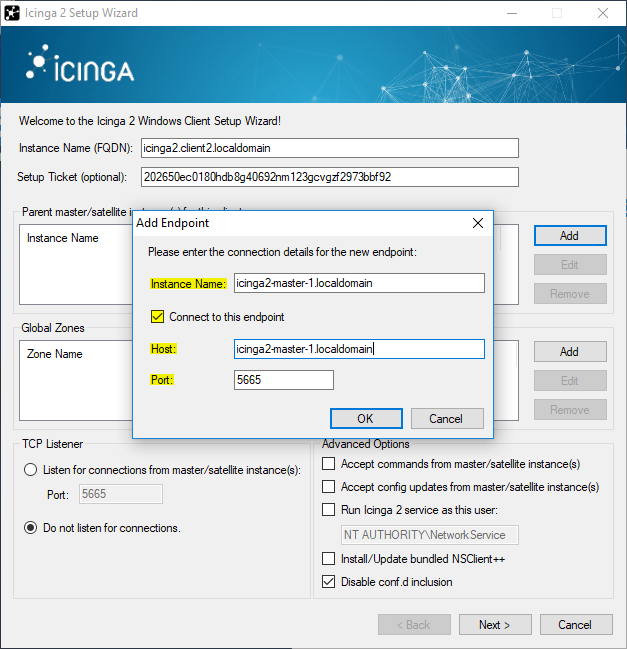 Icinga 2 Setup Wizard
ICINGA
Welcome to the Icinga 2 Windows Client Setup Wizard!
Instance Name (FQDN): icinga2.client2.localdomain
Setup Ticket (optional): 202650ec0180hdb8g40692nm123gcvgzf2973bbf92
Parent master/satellite
Add Endpoint
Instance Name
Add
Please enter the connection details for the new endpoint:
Edit
Instance Name: icinga2-master-1.localdomain
Remove
Connect to this endpoint
Global Zones
Host: icinga2-master-1.localdomain
Zone Name
Add
Port: 5665
Edit
OK Cancel
Remove
TCP Listener
Listen for connections from master/satellite instance(s):
Port: 5665
Do not listen for connections.
Advanced Options
Accept commands from master/satellite instance(s)
Accept config updates from master/satellite instance(s)
Run Icinga 2 service as this user:
NT AUTHORITY\NetworkService
Install/Update bundled NSClient++
Disable conf.d inclusion
< Back Next > Cancel